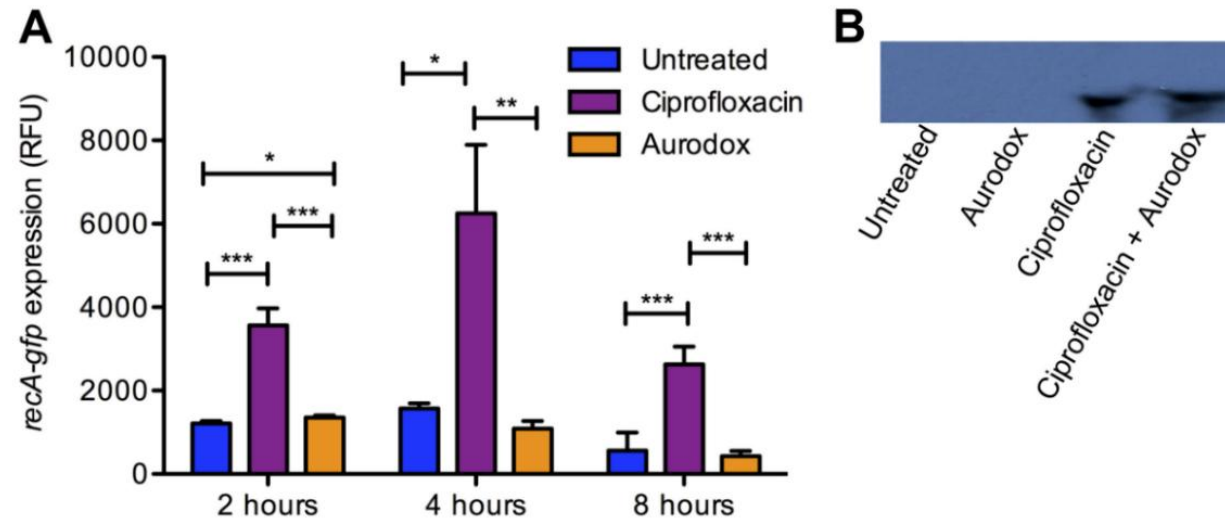 A
recA-gfp expression (RFU)
10000
8000
6000
4000
2000
0
Untreated
Ciprofloxacin
Aurodox
*
***
***
*
**
***
***
2 hours
4 hours
8 hours
B
Untreated
Aurodox
Ciprofloxacin
Ciprofloxacin + Aurodox